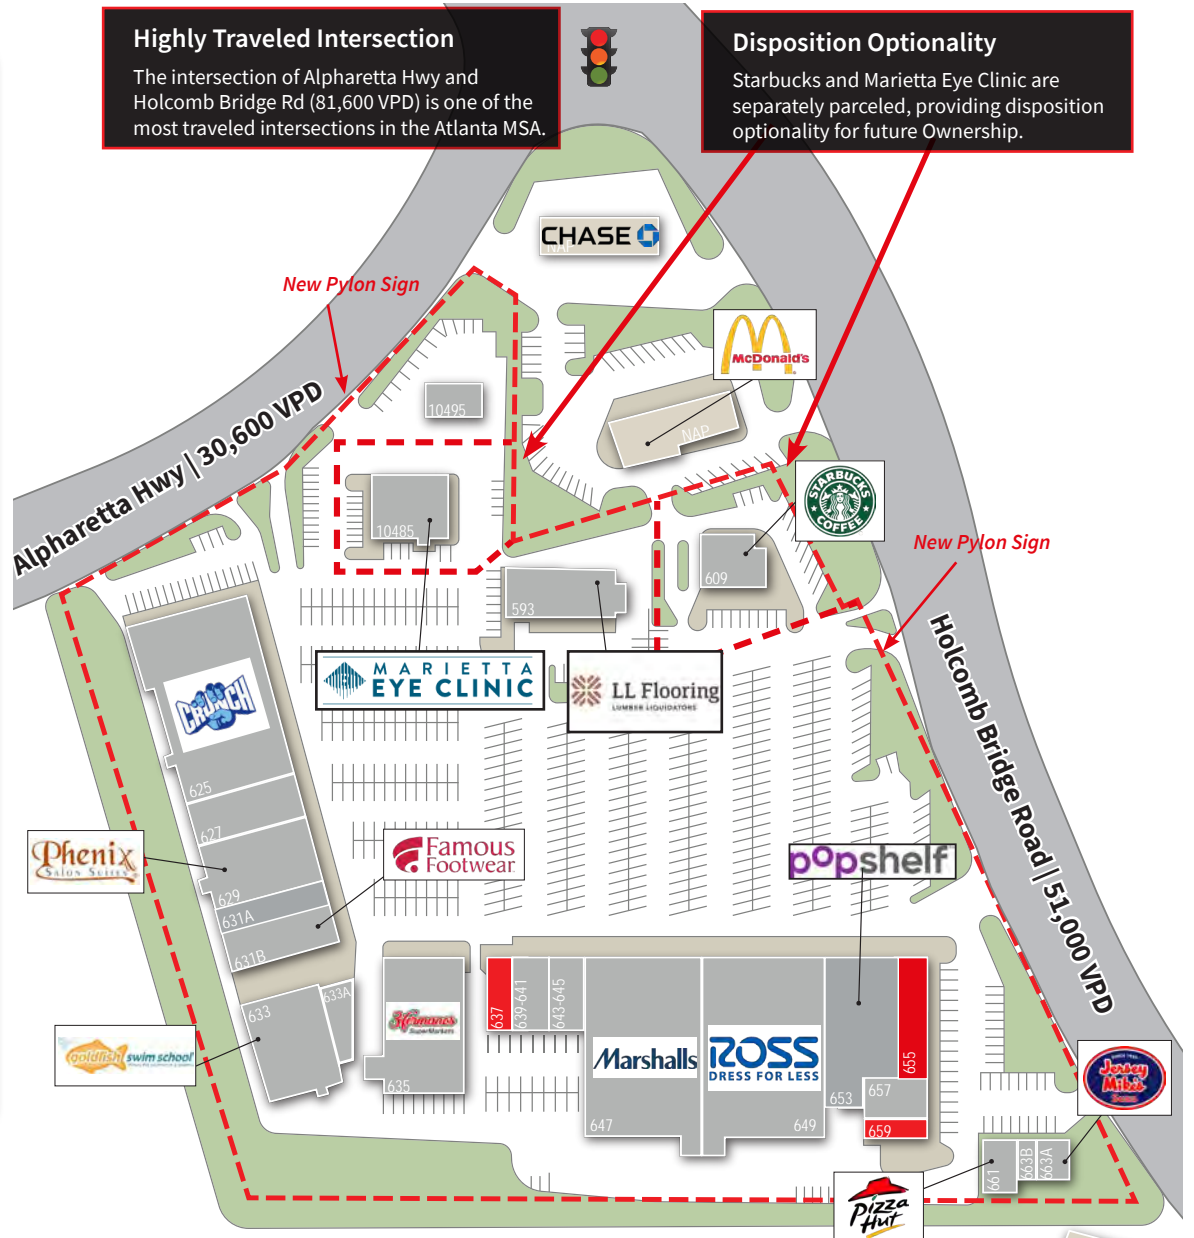 Highly Traveled Intersection
The intersection of Alpharetta Hwy and
Holcomb Bridge Rd (81,600 VPD) is one of the
most traveled intersections in the Atlanta MSA.
Disposition Optionality
Starbucks and Marietta Eye Clinic are
separately parceled, providing disposition
optionality for future Ownership.
CHASE
NAP
New Pylon Sign
McDonald's
NAP
10495
Alpharetta Hwy | 30,600 VPD
10485
STARBUCKS
COFFEE
New Pylon Sign
609
593
MARIETTA
EYE CLINIC
LL Flooring
LUMBER LIQUIDATORS
Holcomb Bridge Road | 51,000 VPD
CRUNCH
625
627
Phenix
Salon Suites
629
631A
631B
Famous
Footwear
popshelf
633
633A
goldfish swim school
Hermanos
SuperMarkets
635
637
639-641
643-645
Marshalls
647
ROSS
DRESS FOR LESS
649
653
655
657
659
Jersey
Mike's
Subs
661
663B
663A
Pizza
Hut